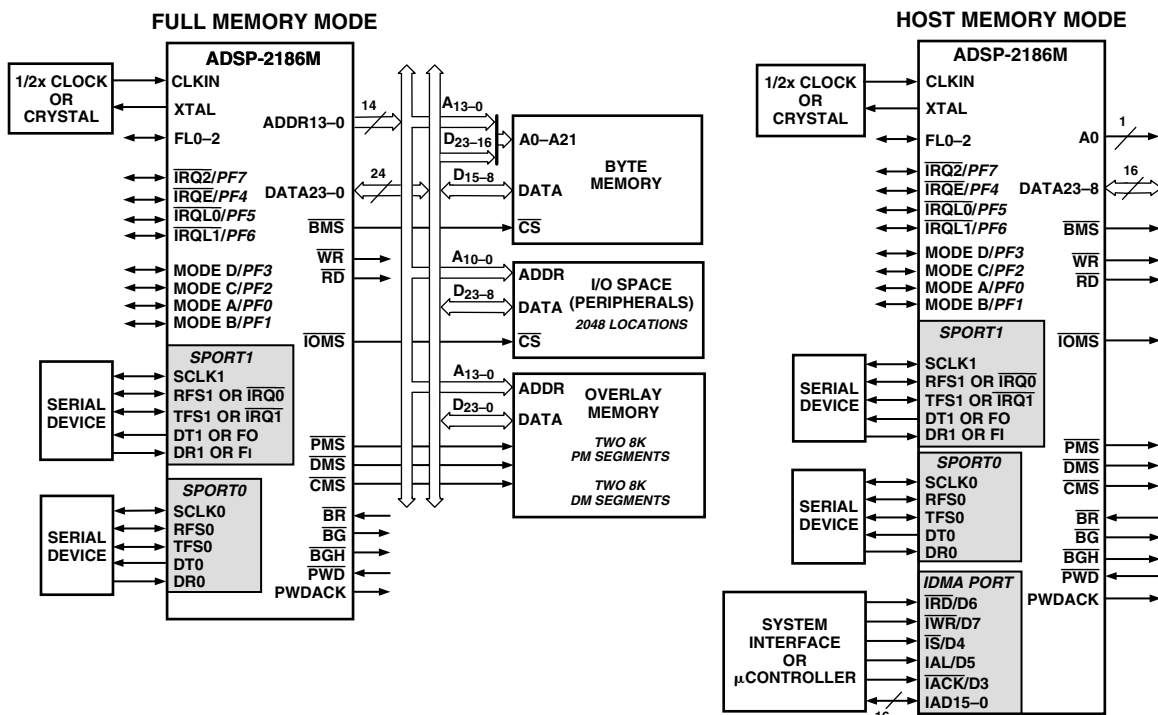 FULL MEMORY MODE
ADSP-2186M
1/2x CLOCK
OR
CRYSTAL
CLKIN
XTAL
FL0–2
IRQ2/PF7
IRQE/PF4
IRQL0/PF5
IRQL1/PF6
MODE D/PF3
MODE C/PF2
MODE A/PF0
MODE B/PF1
SERIAL
DEVICE
SPORT1
SCLK1
RFS1 OR IRQ0
TFS1 OR IRQ1
DT1 OR FO
DR1 OR FI
SERIAL
DEVICE
SPORT0
SCLK0
RFS0
TFS0
DT0
DR0
ADDR13–0
14
DATA23–0
24
BMS
WR
RD
IOMS
PMS
DMS
CMS
BR
BG
BGH
PWD
PWDACK
A13–0
D23–16
D15–8
A0–A21
DATA
CS
BYTE
MEMORY
A10–0
D23–8
ADDR
DATA
CS
I/O SPACE
(PERIPHERALS)
2048 LOCATIONS
A13–0
D23–0
ADDR
DATA
OVERLAY
MEMORY
TWO 8K
PM SEGMENTS
TWO 8K
DM SEGMENTS
HOST MEMORY MODE
ADSP-2186M
1/2x CLOCK
OR
CRYSTAL
CLKIN
XTAL
FL0–2
IRQ2/PF7
IRQE/PF4
IRQL0/PF5
IRQL1/PF6
MODE D/PF3
MODE C/PF2
MODE A/PF0
MODE B/PF1
SERIAL
DEVICE
SPORT1
SCLK1
RFS1 OR IRQ0
TFS1 OR IRQ1
DT1 OR FO
DR1 OR FI
SERIAL
DEVICE
SPORT0
SCLK0
RFS0
TFS0
DT0
DR0
SYSTEM
INTERFACE
OR
µCONTROLLER
IDMA PORT
IRD/D6
IWR/D7
IS/D4
IAL/D5
IACK/D3
IAD15–0
16
A0
1
DATA23–8
16
BMS
WR
RD
IOMS
PMS
DMS
CMS
BR
BG
BGH
PWD
PWDACK